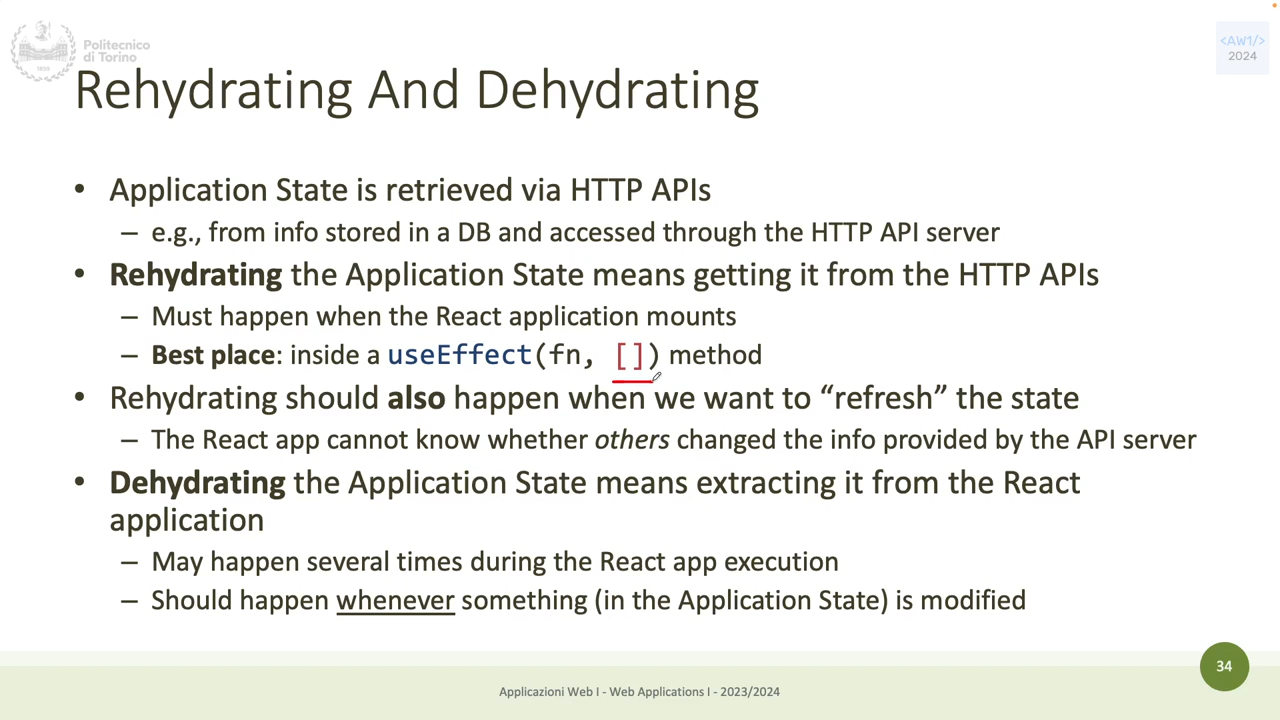 Politecnico
di Torino
1859
<AW1/>
2024
Rehydrating And Dehydrating
• Application State is retrieved via HTTP APIs
– e.g., from info stored in a DB and accessed through the HTTP API server
• Rehydrating the Application State means getting it from the HTTP APIs
– Must happen when the React application mounts
– Best place: inside a useEffect(fn, []) method
• Rehydrating should also happen when we want to “refresh” the state
– The React app cannot know whether others changed the info provided by the API server
• Dehydrating the Application State means extracting it from the React
application
– May happen several times during the React app execution
– Should happen whenever something (in the Application State) is modified
34
Applicazioni Web I - Web Applications I - 2023/2024